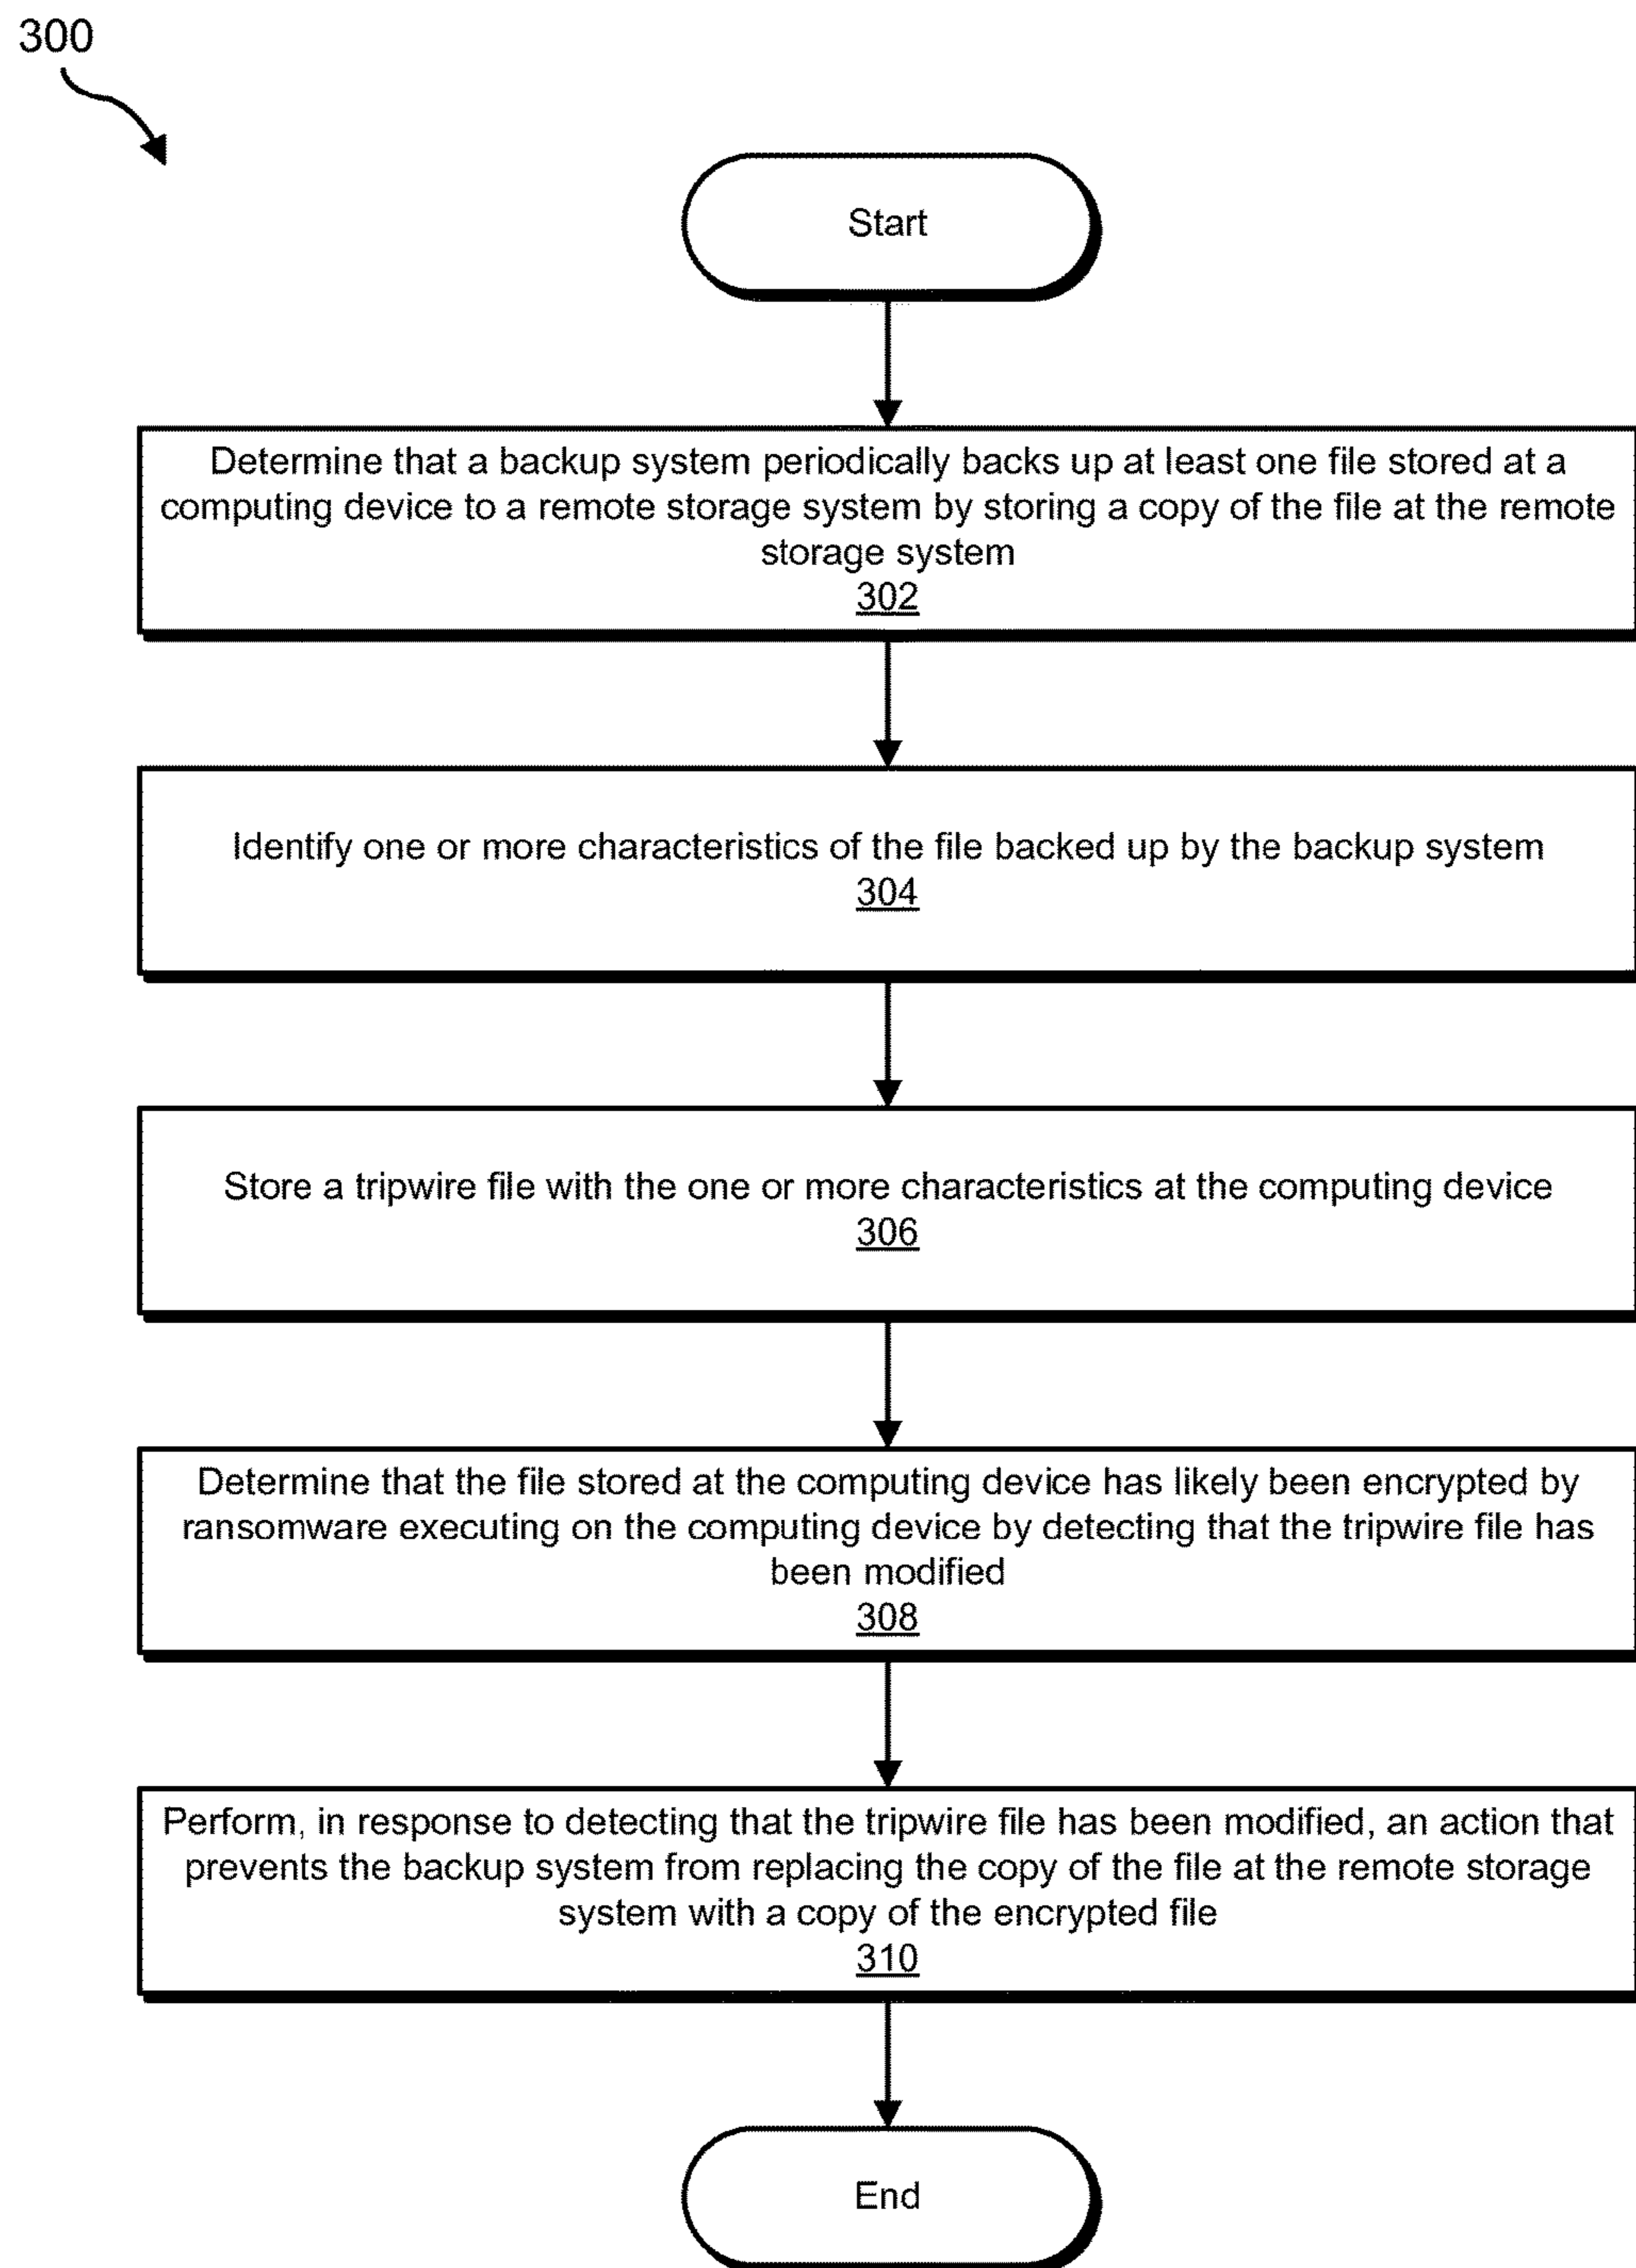 300
Start
Determine that a backup system periodically backs up at least one file stored at a
computing device to a remote storage system by storing a copy of the file at the remote
storage system
302
Identify one or more characteristics of the file backed up by the backup system
304
Store a tripwire file with the one or more characteristics at the computing device
306
Determine that the file stored at the computing device has likely been encrypted by
ransomware executing on the computing device by detecting that the tripwire file has
been modified
308
Perform, in response to detecting that the tripwire file has been modified, an action that
prevents the backup system from replacing the copy of the file at the remote storage
system with a copy of the encrypted file
310
End